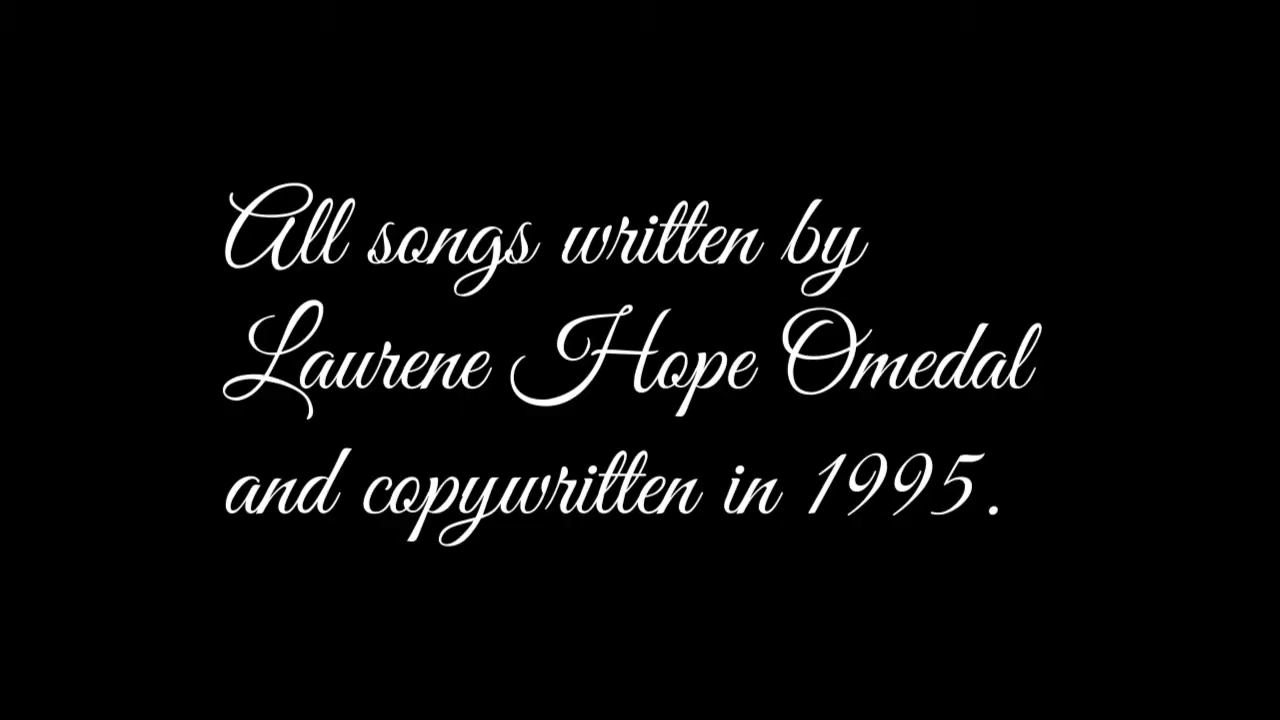 All songs written by
Laurene Hope Omedal
and copywritten in 1995.